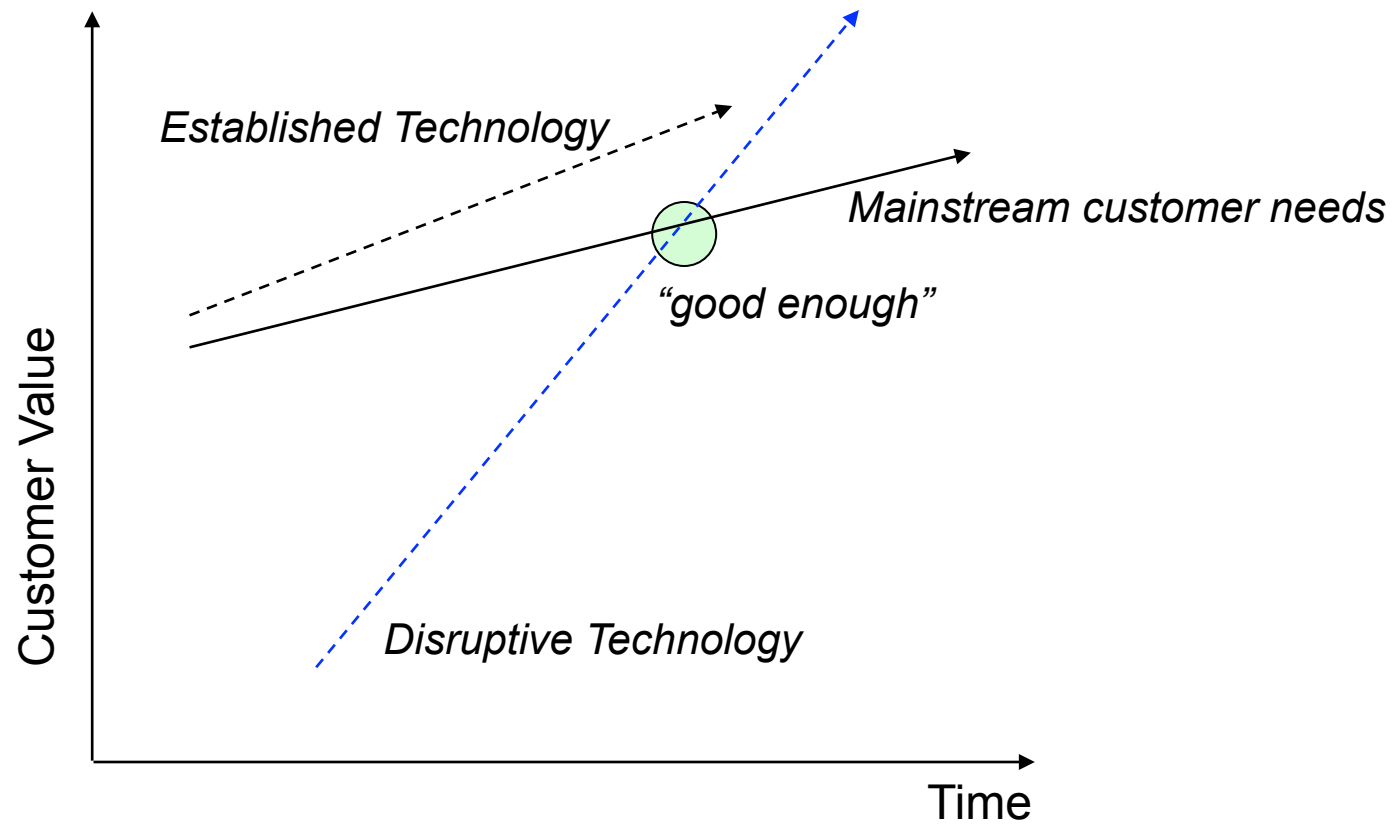 Established Technology
Mainstream customer needs
“good enough”
Customer Value
Disruptive Technology
Time